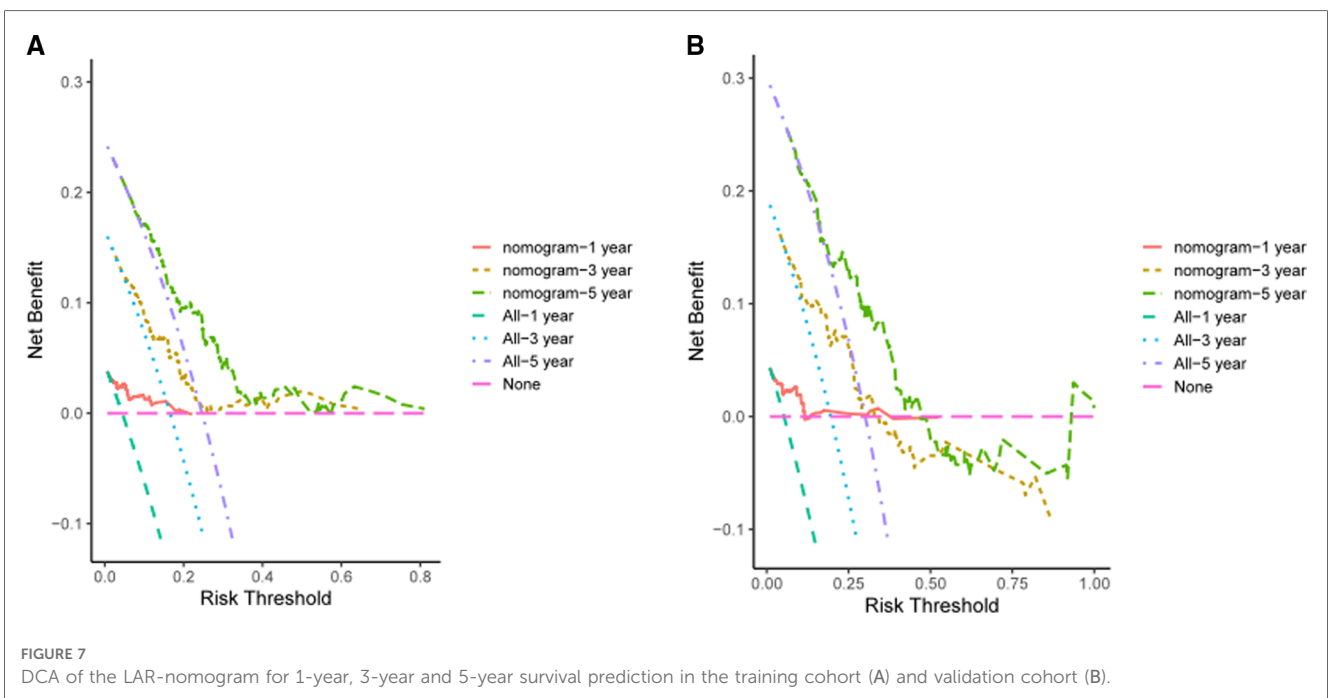 A
0.3
0.2
0.1
0.0
−0.1
Net Benefit
0.0 0.2 0.4 0.6 0.8
Risk Threshold
nomogram−1 year
nomogram−3 year
nomogram−5 year
All−1 year
All−3 year
All−5 year
None
B
0.3
0.2
0.1
0.0
−0.1
Net Benefit
0.00 0.25 0.50 0.75 1.00
Risk Threshold
nomogram−1 year
nomogram−3 year
nomogram−5 year
All−1 year
All−3 year
All−5 year
None
FIGURE 7
DCA of the LAR-nomogram for 1-year, 3-year and 5-year survival prediction in the training cohort (A) and validation cohort (B).